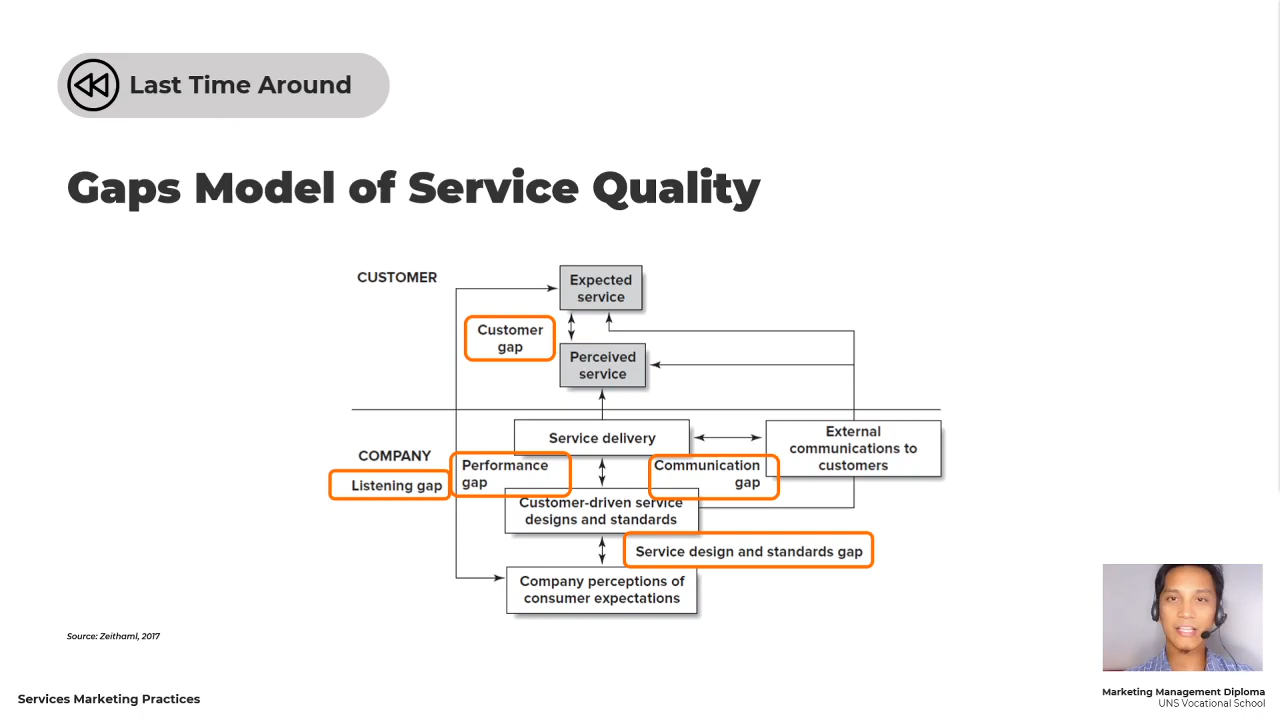 Last Time Around
Gaps Model of Service Quality
CUSTOMER
Expected
service
Customer
gap
Perceived
service
Service delivery
External
communications to
customers
COMPANY
Listening gap
Performance
gap
Communication
gap
Customer-driven service
designs and standards
Service design and standards gap
Company perceptions of
consumer expectations
Source: Zeithaml, 2017
Services Marketing Practices
Marketing Management Diploma
UNS Vocational School